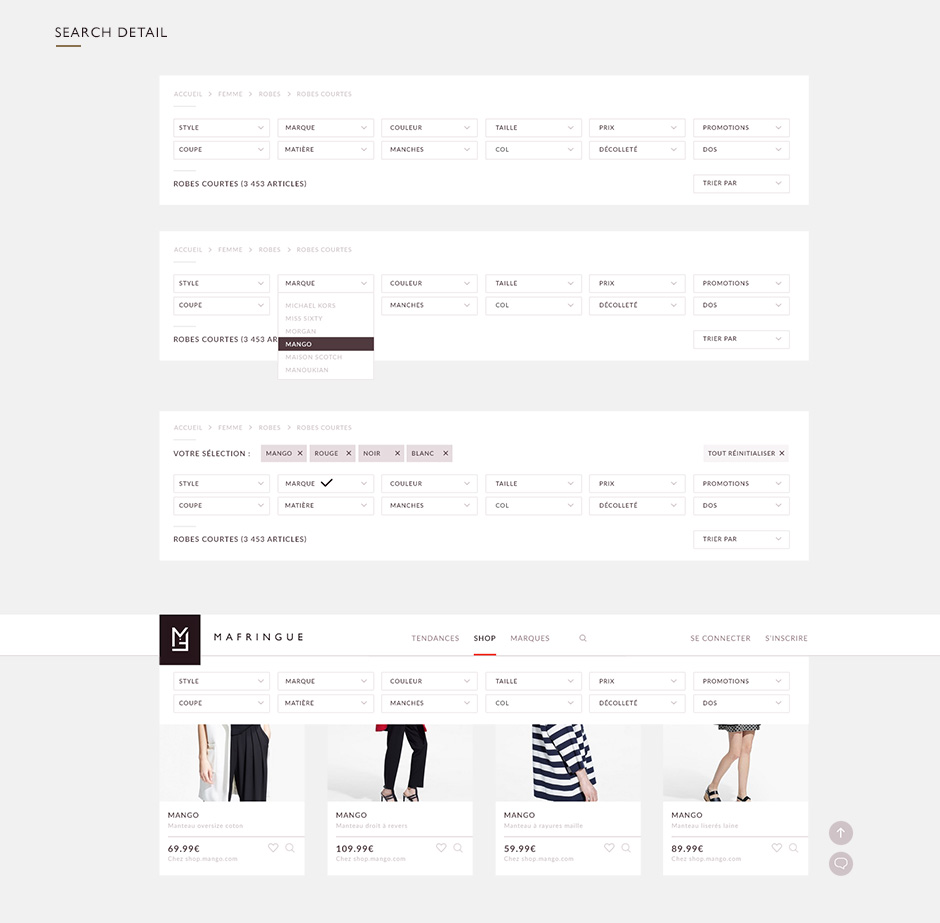 SEARCH DETAIL
ACCUEIL > FEMME > ROBES > ROBES COURTES
STYLE MARQUE COULEUR TAILLE PRIX PROMOTIONS
COUPE MATIÈRE MANCHES COL DÉCOLLETÉ DOS
ROBES COURTES (3 453 ARTICLES) TRIER PAR
ACCUEIL > FEMME > ROBES > ROBES COURTES
STYLE MARQUE COULEUR TAILLE PRIX PROMOTIONS
COUPE MANCHES COL DÉCOLLETÉ DOS
MICHAEL KORS
MISS SIXTY
MORGAN
ROBES COURTES (3 453 AR TRIER PAR
MANGO
MAISON SCOTCH
MANOUKIAN
ACCUEIL > FEMME > ROBES > ROBES COURTES
VOTRE SÉLECTION : MANGO ✕ ROUGE ✕ NOIR ✕ BLANC ✕ TOUT RÉINITIALISER ✕
STYLE MARQUE COULEUR TAILLE PRIX PROMOTIONS
COUPE MATIÈRE MANCHES COL DÉCOLLETÉ DOS
ROBES COURTES (3 453 ARTICLES) TRIER PAR
MAFRINGUE TENDANCES SHOP MARQUES SE CONNECTER S'INSCRIRE
STYLE MARQUE COULEUR TAILLE PRIX PROMOTIONS
COUPE MATIÈRE MANCHES COL DÉCOLLETÉ DOS
MANGO MANGO MANGO MANGO
Manteau oversize coton Manteau droit à revers Manteau à rayures maille Manteau liserés laine
69.99€ 109.99€ 59.99€ 89.99€
Chez shop.mango.com Chez shop.mango.com Chez shop.mango.com Chez shop.mango.com